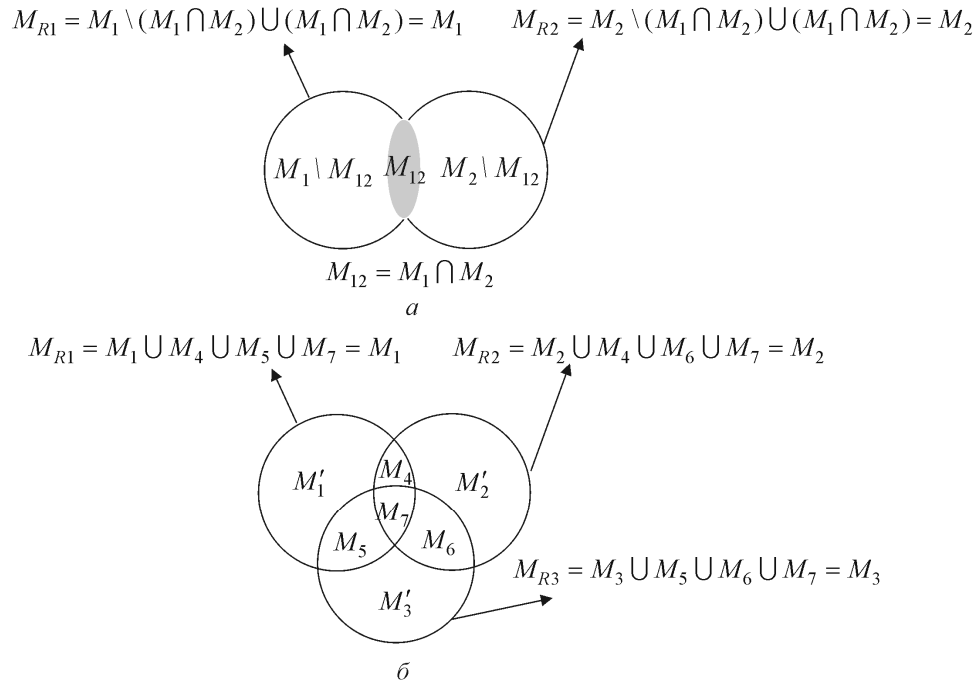 M_{R1} = M_1 \ (M_1 ⋂ M_2) ⋃ (M_1 ⋂ M_2) = M_1
M_{R2} = M_2 \ (M_1 ⋂ M_2) ⋃ (M_1 ⋂ M_2) = M_2
M_1 \ M_{12}
M_{12}
M_2 \ M_{12}
M_{12} = M_1 ⋂ M_2
а
M_{R1} = M_1 ⋃ M_4 ⋃ M_5 ⋃ M_7 = M_1
M_{R2} = M_2 ⋃ M_4 ⋃ M_6 ⋃ M_7 = M_2
M′_1
M_4
M′_2
M_7
M_5
M_6
M_{R3} = M_3 ⋃ M_5 ⋃ M_6 ⋃ M_7 = M_3
M′_3
б